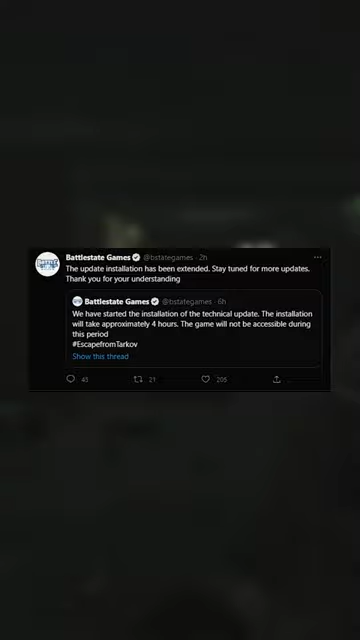 Battlestate Games @bstategames · 2h
The update installation has been extended. Stay tuned for more updates.
Thank you for your understanding
Battlestate Games @bstategames · 6h
We have started the installation of the technical update. The installation
will take approximately 4 hours. The game will not be accessible during
this period
#EscapefromTarkov
Show this thread
43 21 205